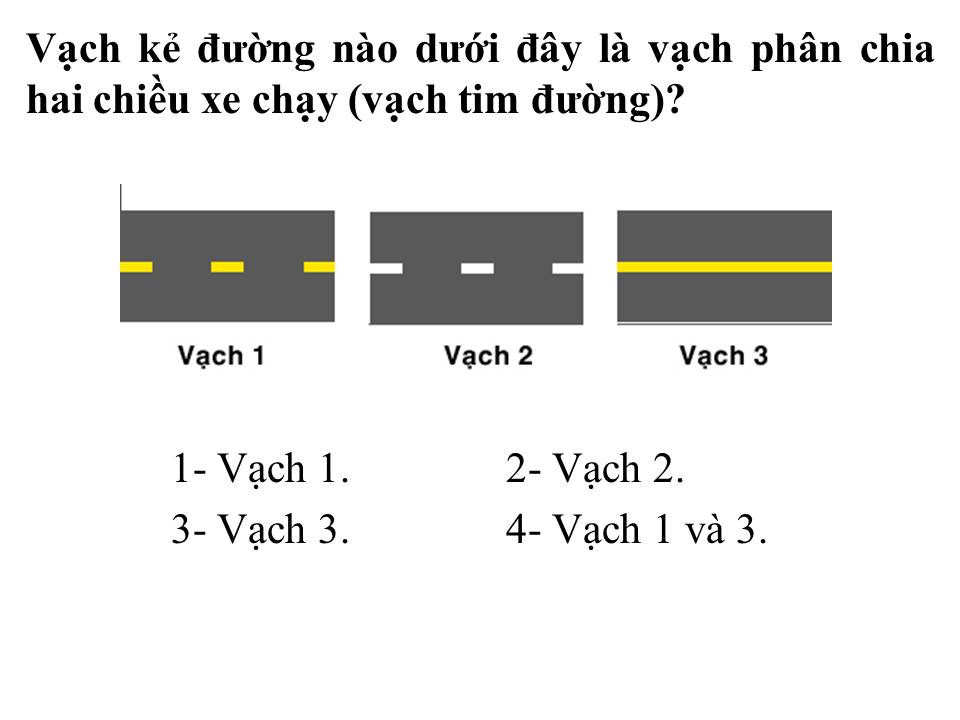 Vạch kẻ đường nào dưới đây là vạch phân chia
hai chiều xe chạy (vạch tim đường)?
Vạch 1 Vạch 2 Vạch 3
1- Vạch 1. 2- Vạch 2.
3- Vạch 3. 4- Vạch 1 và 3.